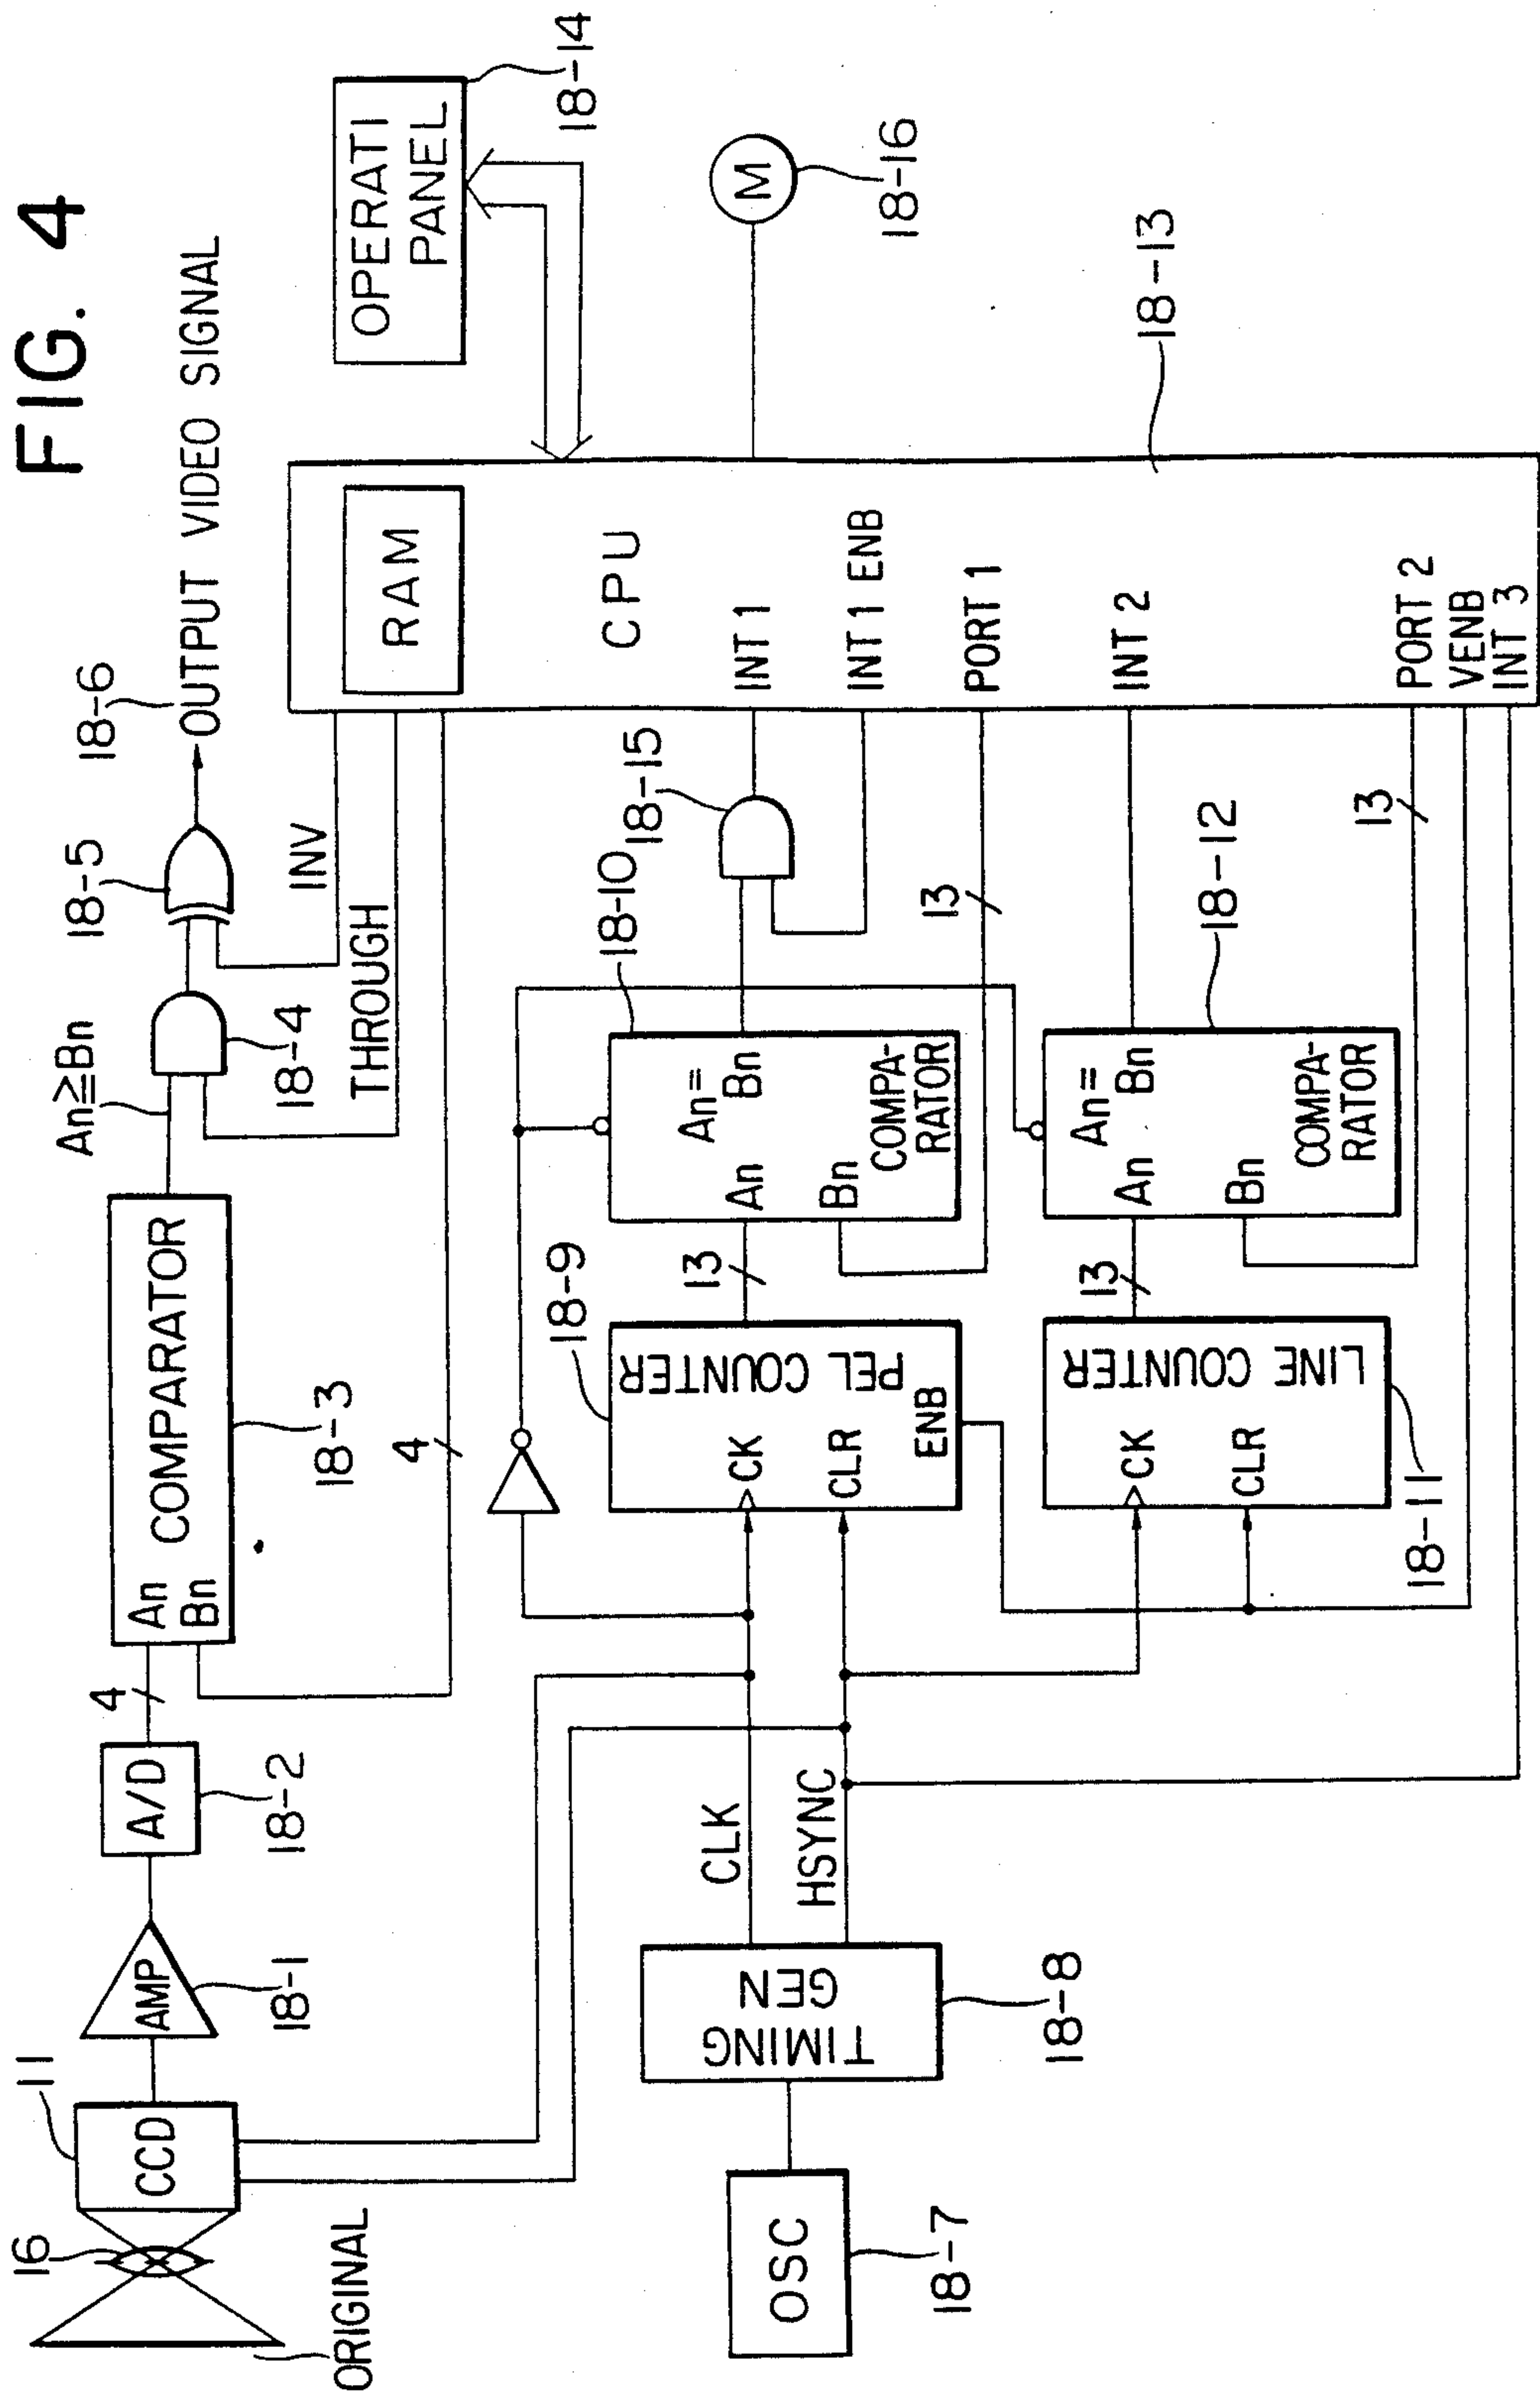 FIG. 4
16
11
ORIGINAL
CCD
AMP
18-1
A/D
18-2
4
An
Bn
COMPARATOR
18-3
An≧Bn
18-4
18-5
18-6
OUTPUT VIDEO SIGNAL
INV
THROUGH
4
OPERATI
PANEL
18-14
RAM
CPU
INT 1
INT 1 ENB
PORT 1
INT 2
PORT 2
VENB
INT 3
18-13
M
18-16
OSC
18-7
TIMING
GEN
18-8
CLK
HSYNC
18-9
PEL COUNTER
CK
CLR
ENB
13
18-10
An=
Bn
An
Bn
COMPA-
RATOR
18-15
13
LINE COUNTER
CK
CLR
18-11
13
An=
Bn
An
Bn
COMPA-
RATOR
18-12
13